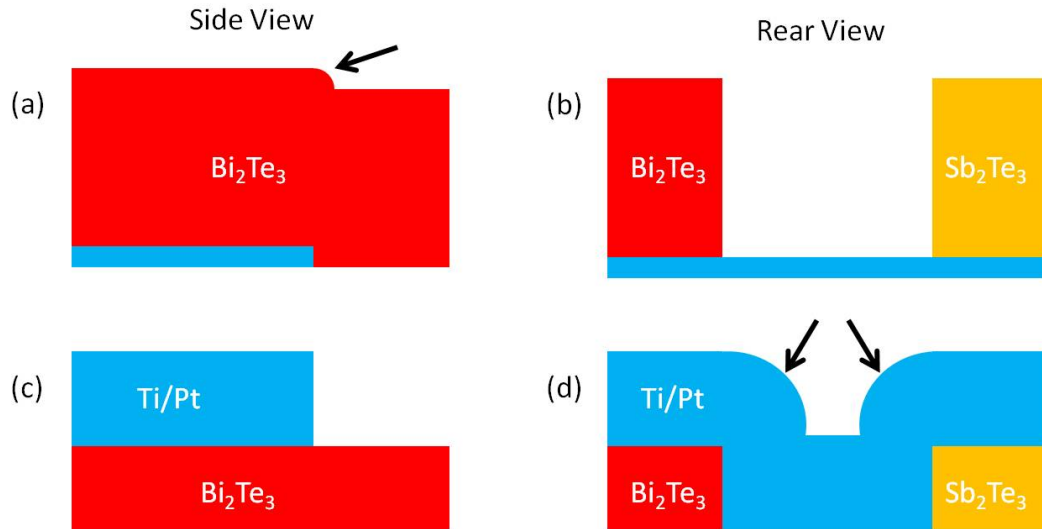 Side View
Rear View
(a)
Bi₂Te₃
(b)
Bi₂Te₃
Sb₂Te₃
(c)
Ti/Pt
Bi₂Te₃
(d)
Ti/Pt
Bi₂Te₃
Sb₂Te₃